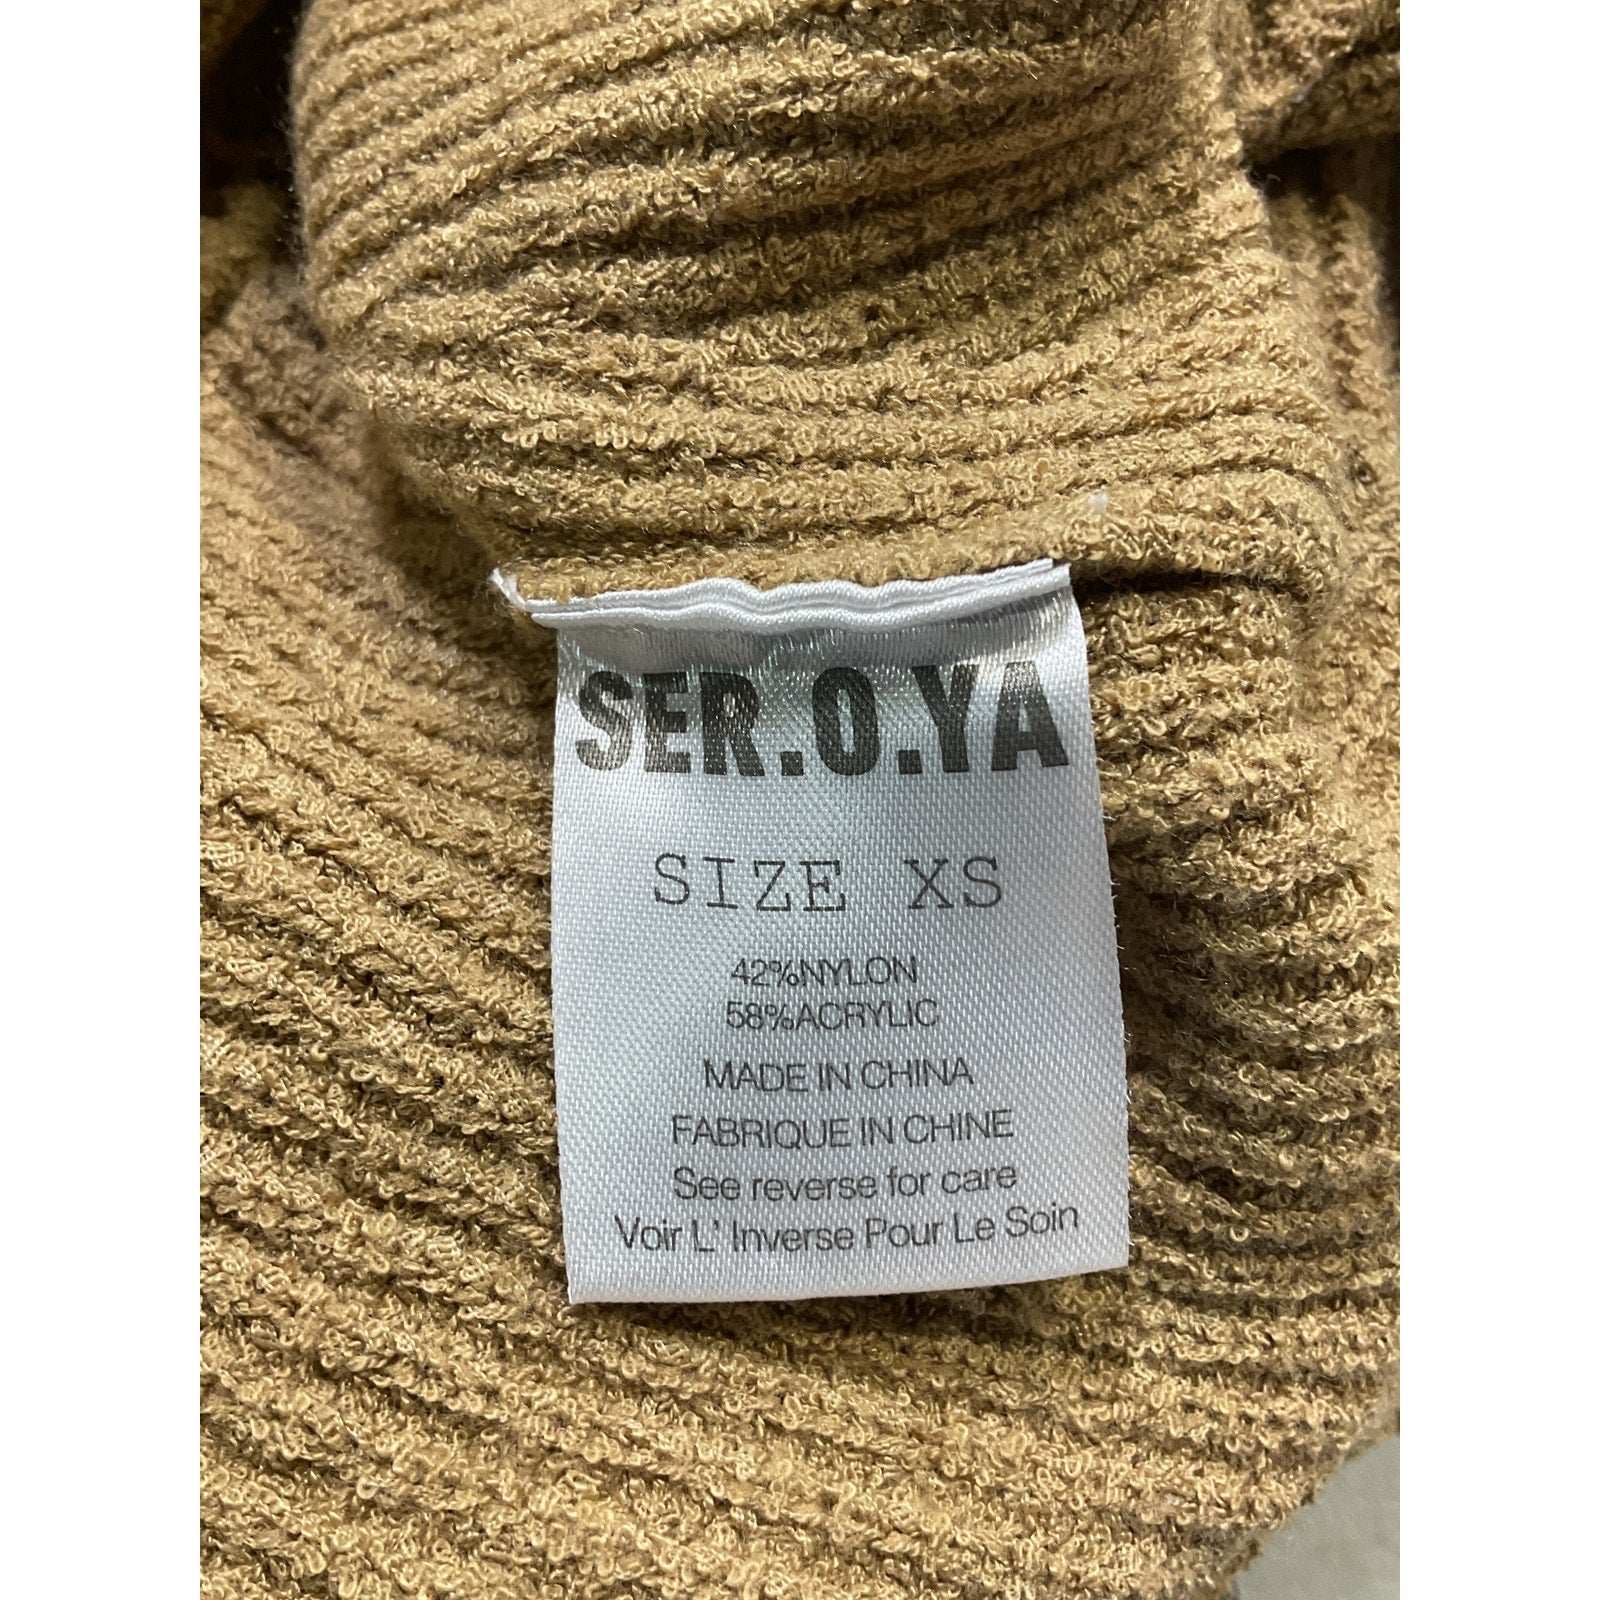 SER.O.YA
SIZE XS
42%NYLON
58%ACRYLIC
MADE IN CHINA
FABRIQUE IN CHINE
See reverse for care
Voir L' Inverse Pour Le Soin